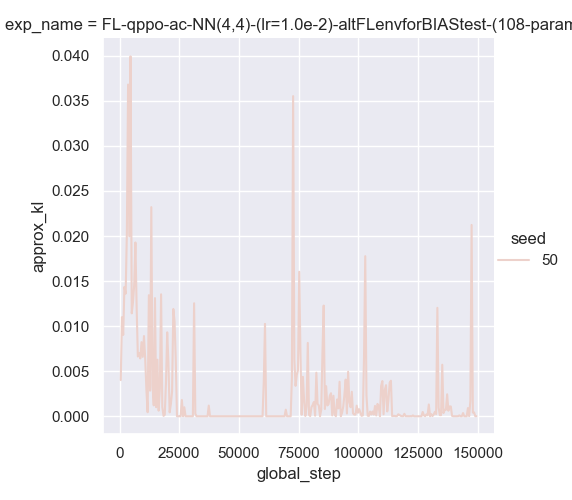 exp_name = FL-qppo-ac-NN(4,4)-(lr=1.0e-2)-altFLenvforBIAStest-(108-param
0.040
0.035
0.030
0.025
0.020
0.015
0.010
0.005
0.000
approx_kl
0 25000 50000 75000 100000 125000 150000
global_step
seed
50